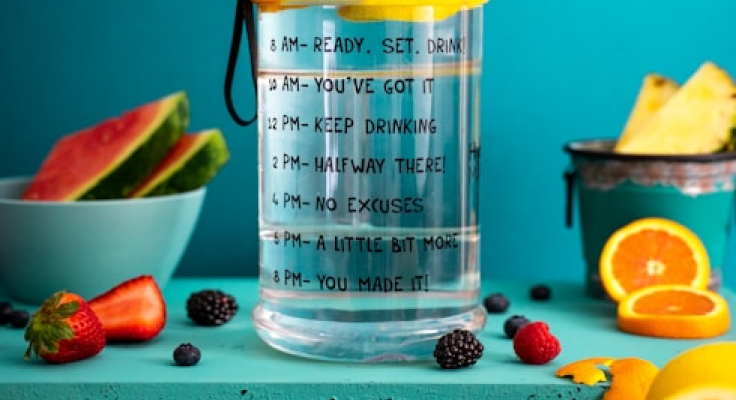 8 AM- READY. SET. DRINK!
10 AM- YOU'VE GOT IT
12 PM- KEEP DRINKING
2 PM- HALFWAY THERE!
4 PM- NO EXCUSES
6 PM- A LITTLE BIT MORE
8 PM- YOU MADE IT!